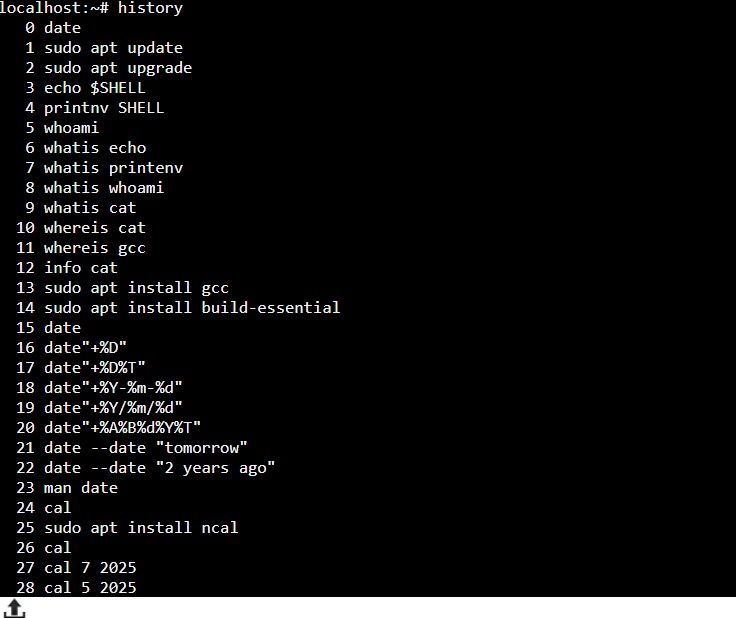 localhost:~# history
0 date
1 sudo apt update
2 sudo apt upgrade
3 echo $SHELL
4 printnv SHELL
5 whoami
6 whatis echo
7 whatis printenv
8 whatis whoami
9 whatis cat
10 whereis cat
11 whereis gcc
12 info cat
13 sudo apt install gcc
14 sudo apt install build-essential
15 date
16 date"+%D"
17 date"+%D%T"
18 date"+%Y-%m-%d"
19 date"+%Y/%m/%d"
20 date"+%A%B%d%Y%T"
21 date --date "tomorrow"
22 date --date "2 years ago"
23 man date
24 cal
25 sudo apt install ncal
26 cal
27 cal 7 2025
28 cal 5 2025